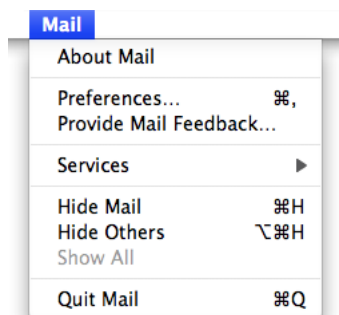 Mail
About Mail
Preferences... ⌘,
Provide Mail Feedback...
Services ▶
Hide Mail ⌘H
Hide Others ⌥⌘H
Show All
Quit Mail ⌘Q